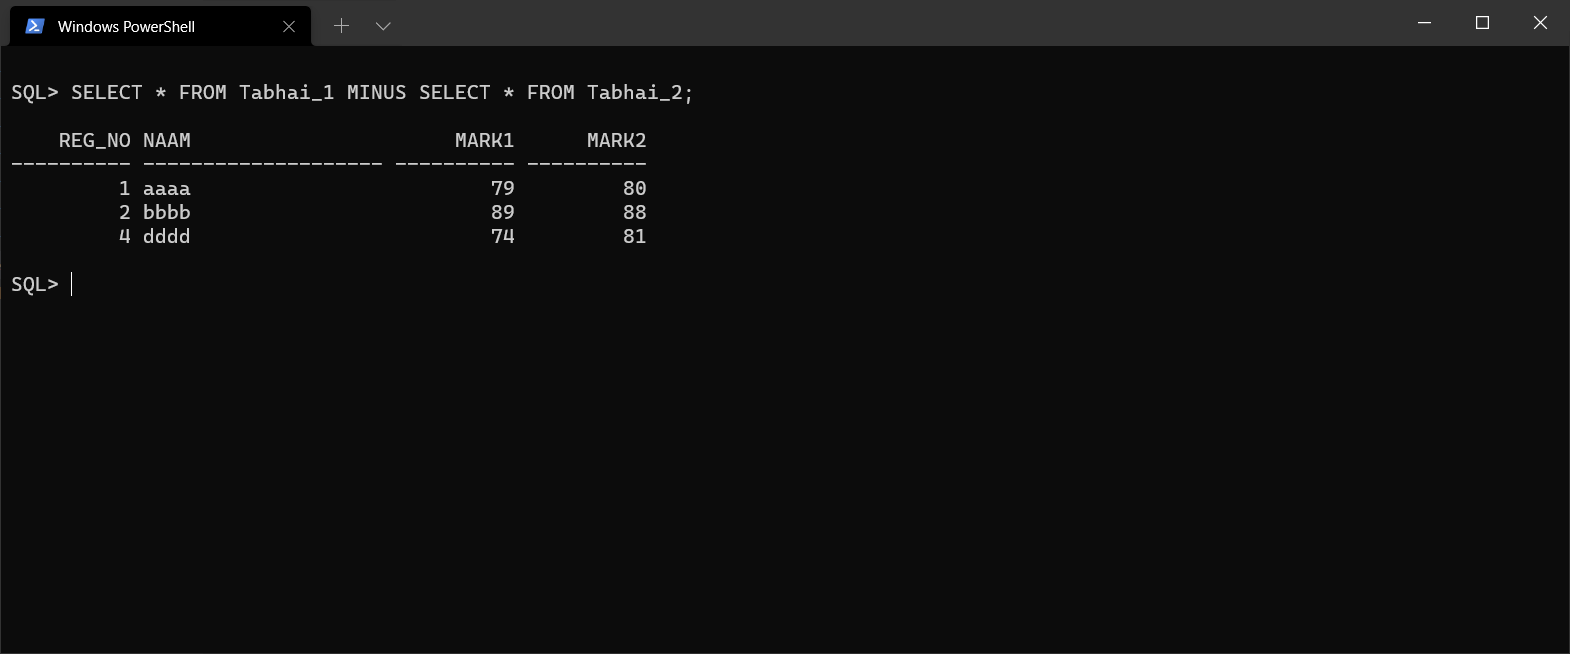 Windows PowerShell
SQL> SELECT * FROM Tabhai_1 MINUS SELECT * FROM Tabhai_2;
    REG_NO NAAM                      MARK1      MARK2
---------- -------------------- ---------- ----------
         1 aaaa                         79         80
         2 bbbb                         89         88
         4 dddd                         74         81
SQL>